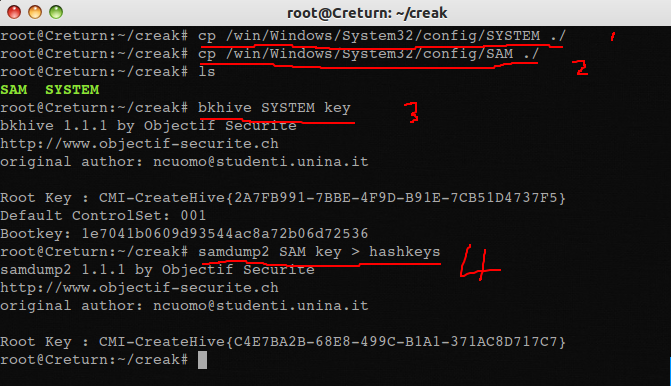 root@Creturn: ~/creak
root@Creturn:~/creak# cp /win/Windows/System32/config/SYSTEM ./ 1
root@Creturn:~/creak# cp /win/Windows/System32/config/SAM ./
root@Creturn:~/creak# ls 2
SAM  SYSTEM
root@Creturn:~/creak# bkhive SYSTEM key 3
bkhive 1.1.1 by Objectif Securite
http://www.objectif-securite.ch
original author: ncuomo@studenti.unina.it
Root Key : CMI-CreateHive{2A7FB991-7BBE-4F9D-B91E-7CB51D4737F5}
Default ControlSet: 001
Bootkey: 1e7041b0609d93544ac8a72b06d72536
root@Creturn:~/creak# samdump2 SAM key > hashkeys 4
samdump2 1.1.1 by Objectif Securite
http://www.objectif-securite.ch
original author: ncuomo@studenti.unina.it
Root Key : CMI-CreateHive{C4E7BA2B-68E8-499C-B1A1-371AC8D717C7}
root@Creturn:~/creak#